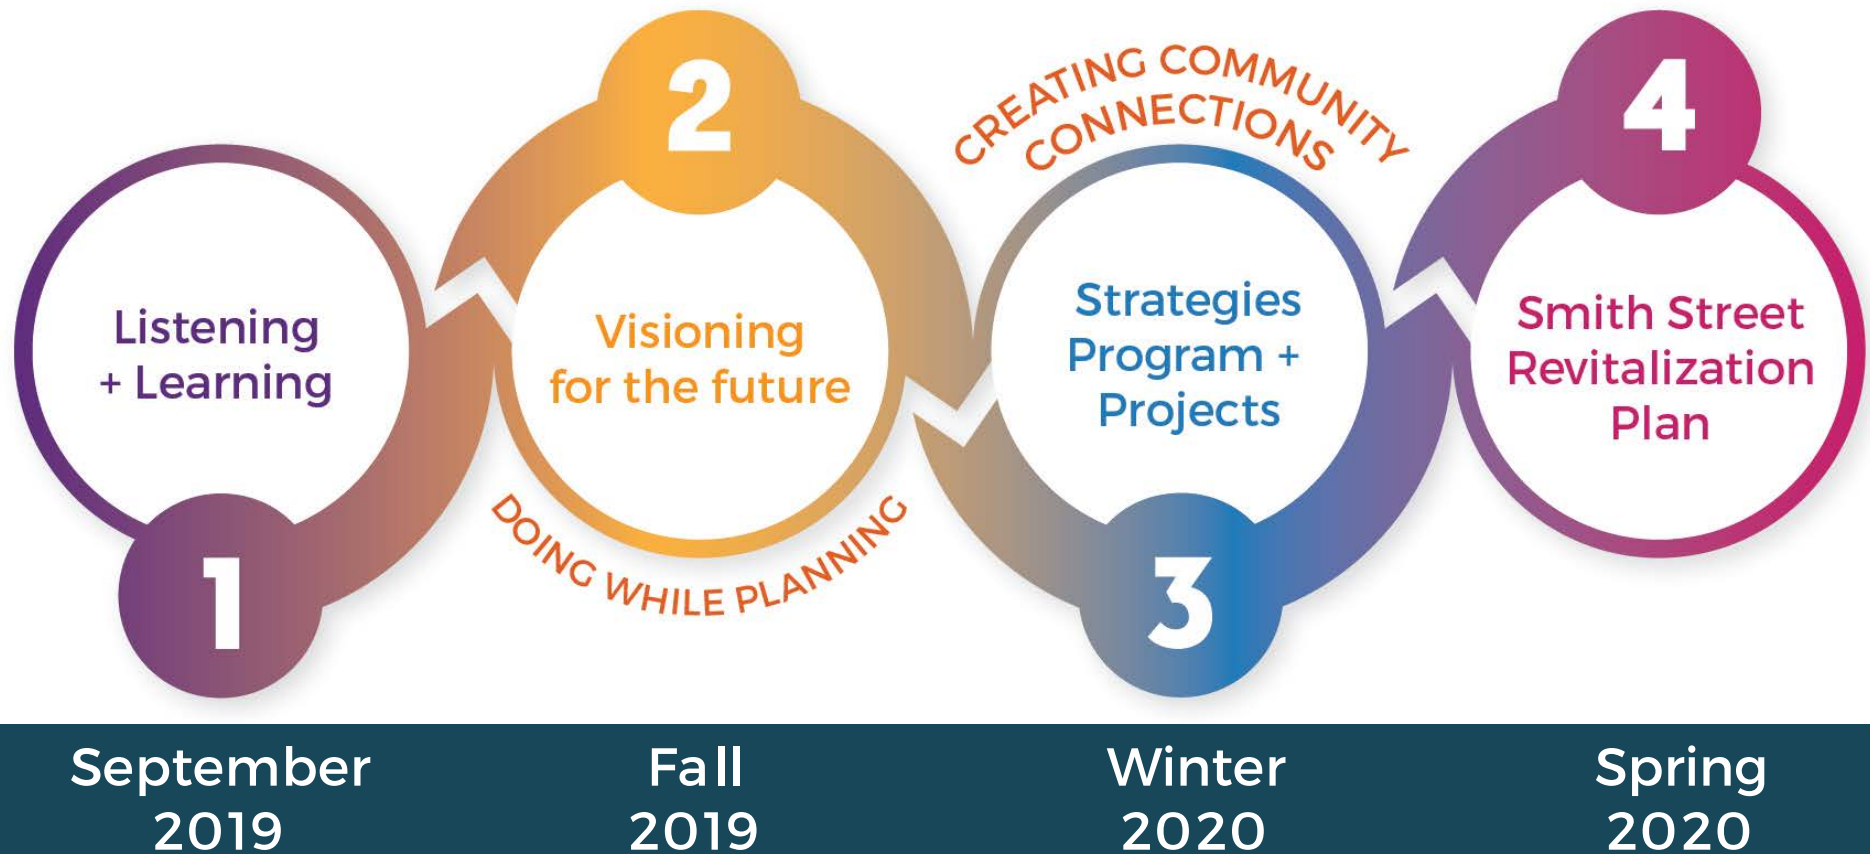 1
Listening
+ Learning
2
Visioning
for the future
DOING WHILE PLANNING
CREATING COMMUNITY
CONNECTIONS
Strategies
Program +
Projects
3
4
Smith Street
Revitalization
Plan
September
2019
Fall
2019
Winter
2020
Spring
2020